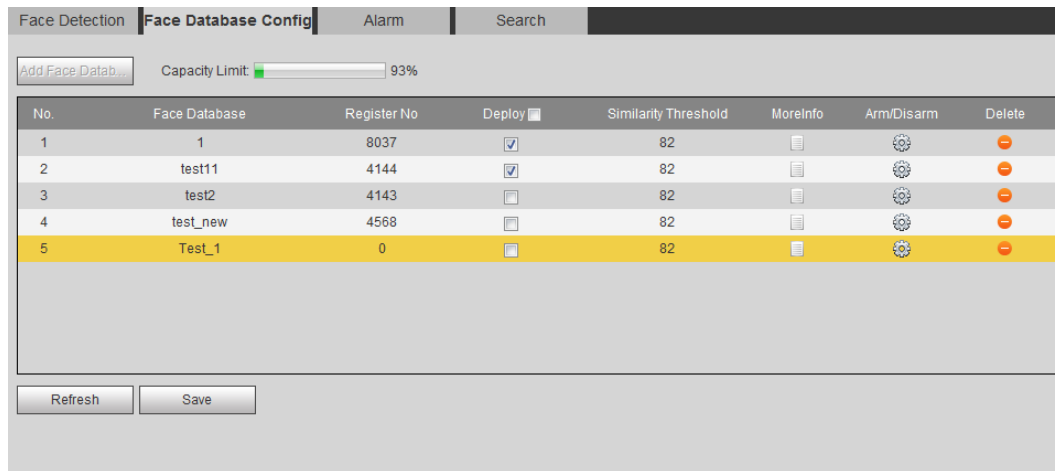 Face Detection Face Database Config Alarm Search
Add Face Datab... Capacity Limit: 93%
No. Face Database Register No Deploy Similarity Threshold MoreInfo Arm/Disarm Delete
1 1 8037 82
2 test11 4144 82
3 test2 4143 82
4 test_new 4568 82
5 Test_1 0 82
Refresh Save